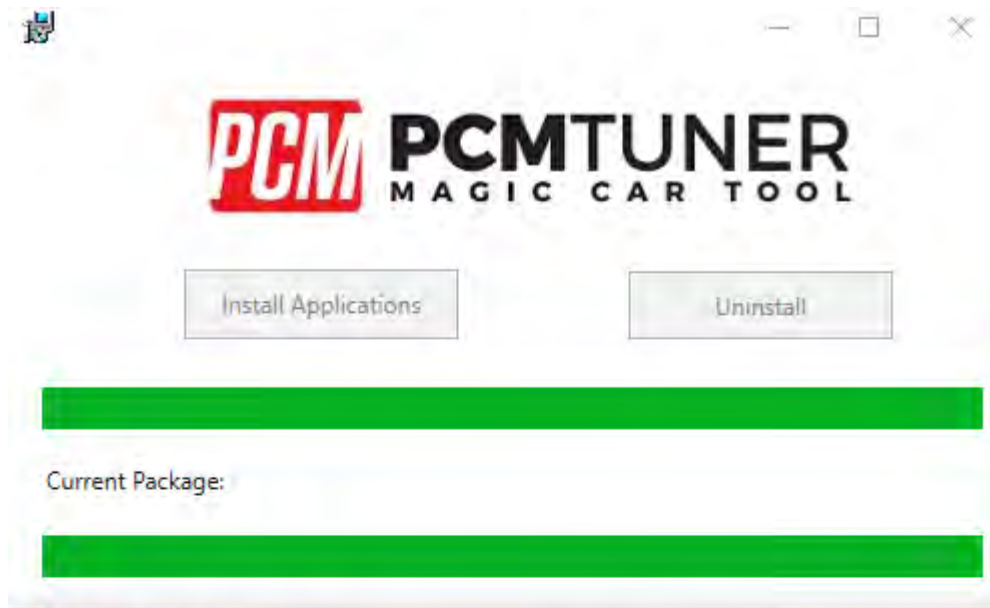 PCM PCMTUNER
MAGIC CAR TOOL
Install Applications Uninstall
Current Package: